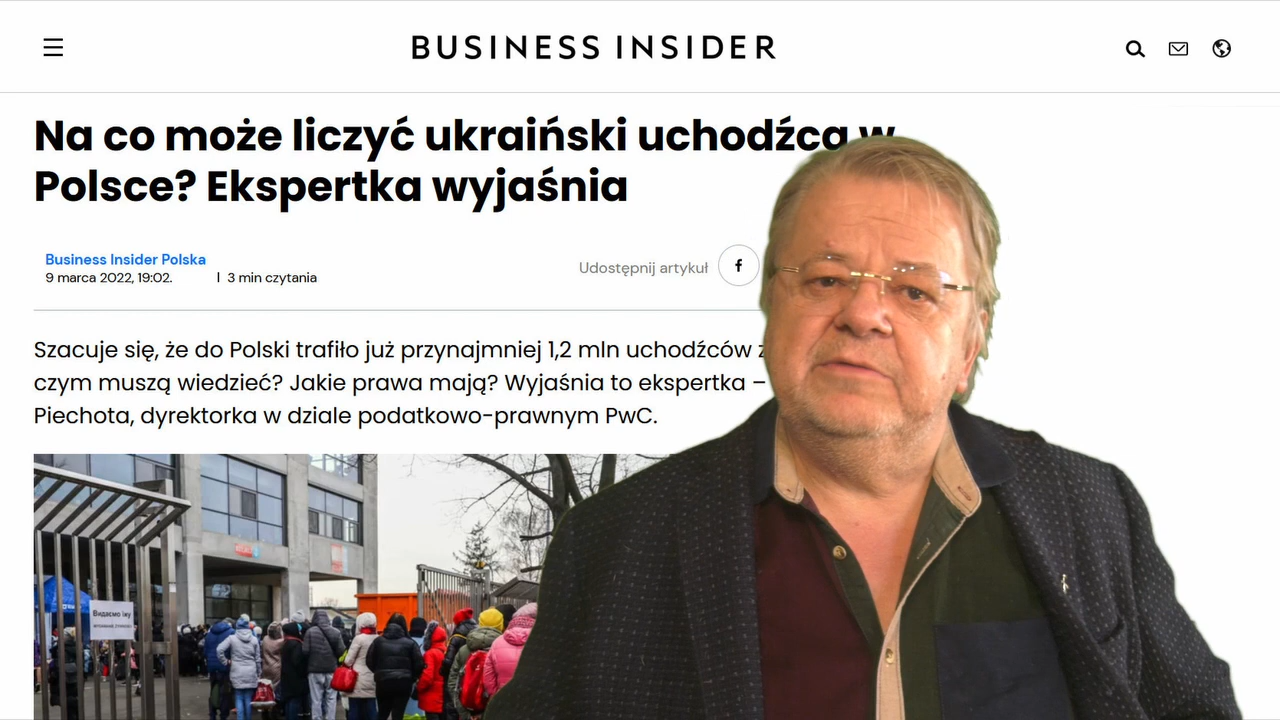 BUSINESS INSIDER
Na co może liczyć ukraiński uchodźca w
Polsce? Ekspertka wyjaśnia
Business Insider Polska
9 marca 2022, 19:02.
3 min czytania
Udostępnij artykuł
Szacuje się, że do Polski trafiło już przynajmniej 1,2 mln uchodźców z
czym muszą wiedzieć? Jakie prawa mają? Wyjaśnia to ekspertka –
Piechota, dyrektorka w dziale podatkowo-prawnym PwC.
Видаємо їжу